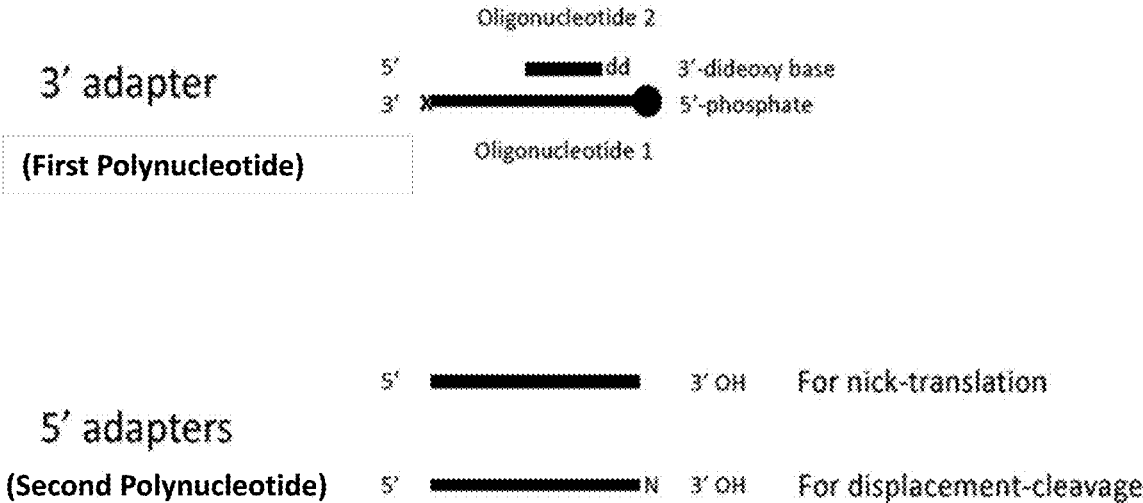 Oligonucleotide 2
3′ adapter
5′ dd 3′-dideoxy base
3′ x 5′-phosphate
(First Polynucleotide)
Oligonucleotide 1
5′ 3′ OH For nick-translation
5′ adapters
(Second Polynucleotide)
5′ N 3′ OH For displacement-cleavage